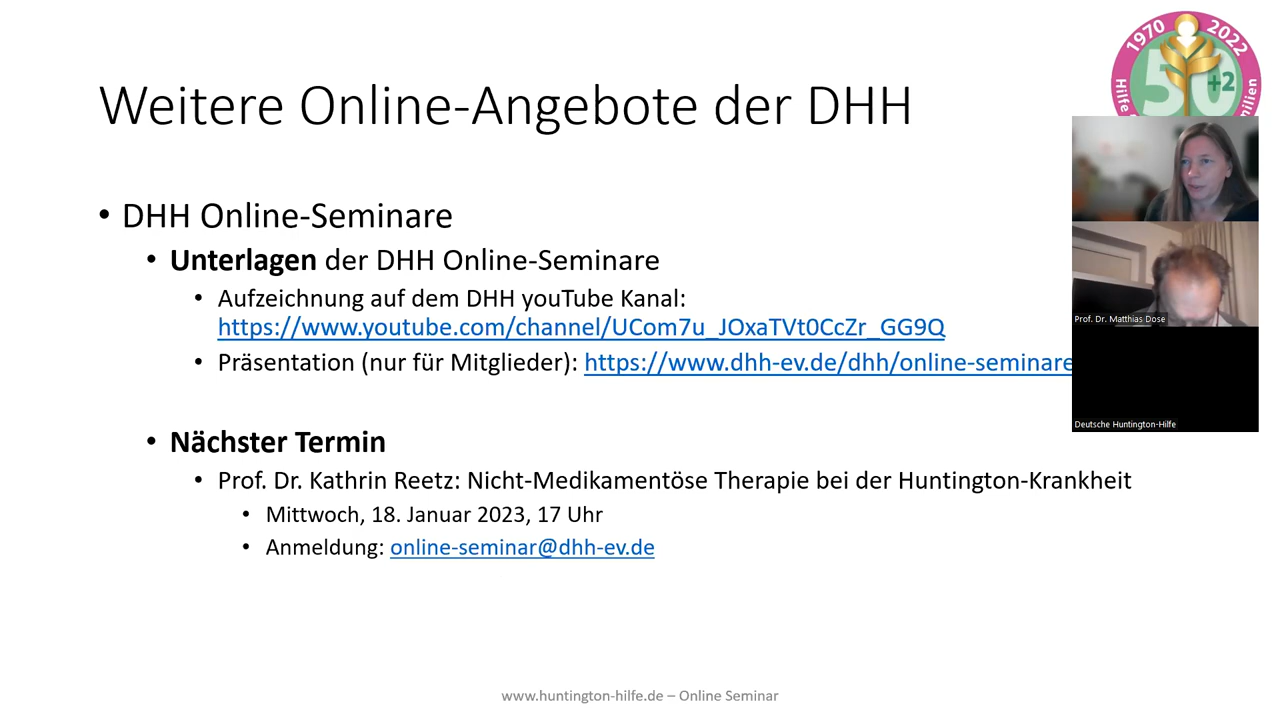 Weitere Online-Angebote der DHH
1970
2022
50
+2
Hilfe
• DHH Online-Seminare
• Unterlagen der DHH Online-Seminare
• Aufzeichnung auf dem DHH youTube Kanal:
https://www.youtube.com/channel/UCom7u_JOxaTVt0CcZr_GG9Q
• Präsentation (nur für Mitglieder): https://www.dhh-ev.de/dhh/online-seminare
Prof. Dr. Matthias Dose
Deutsche Huntington-Hilfe
• Nächster Termin
• Prof. Dr. Kathrin Reetz: Nicht-Medikamentöse Therapie bei der Huntington-Krankheit
• Mittwoch, 18. Januar 2023, 17 Uhr
• Anmeldung: online-seminar@dhh-ev.de
www.huntington-hilfe.de – Online Seminar